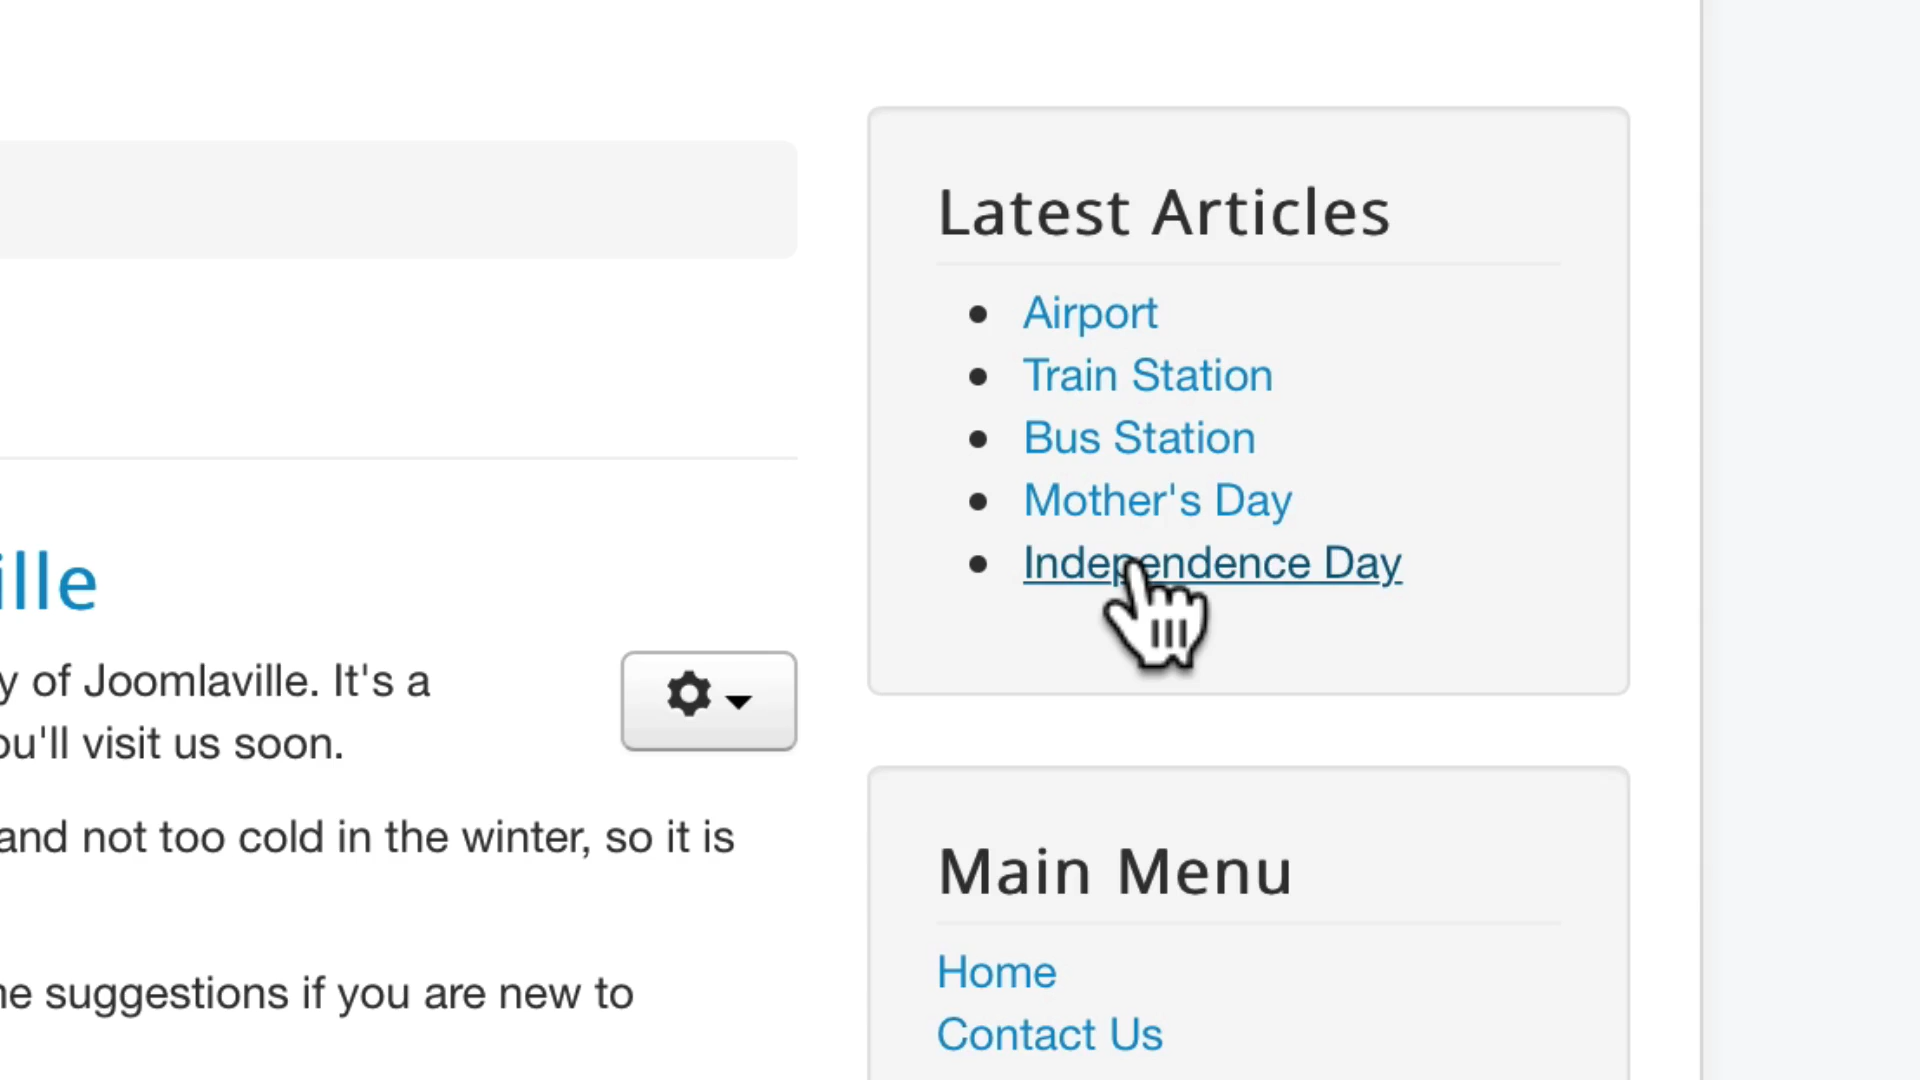 ille
y of Joomlaville. It's a
ou'll visit us soon.
and not too cold in the winter, so it is
ne suggestions if you are new to
Latest Articles
Airport
Train Station
Bus Station
Mother's Day
Independence Day
Main Menu
Home
Contact Us